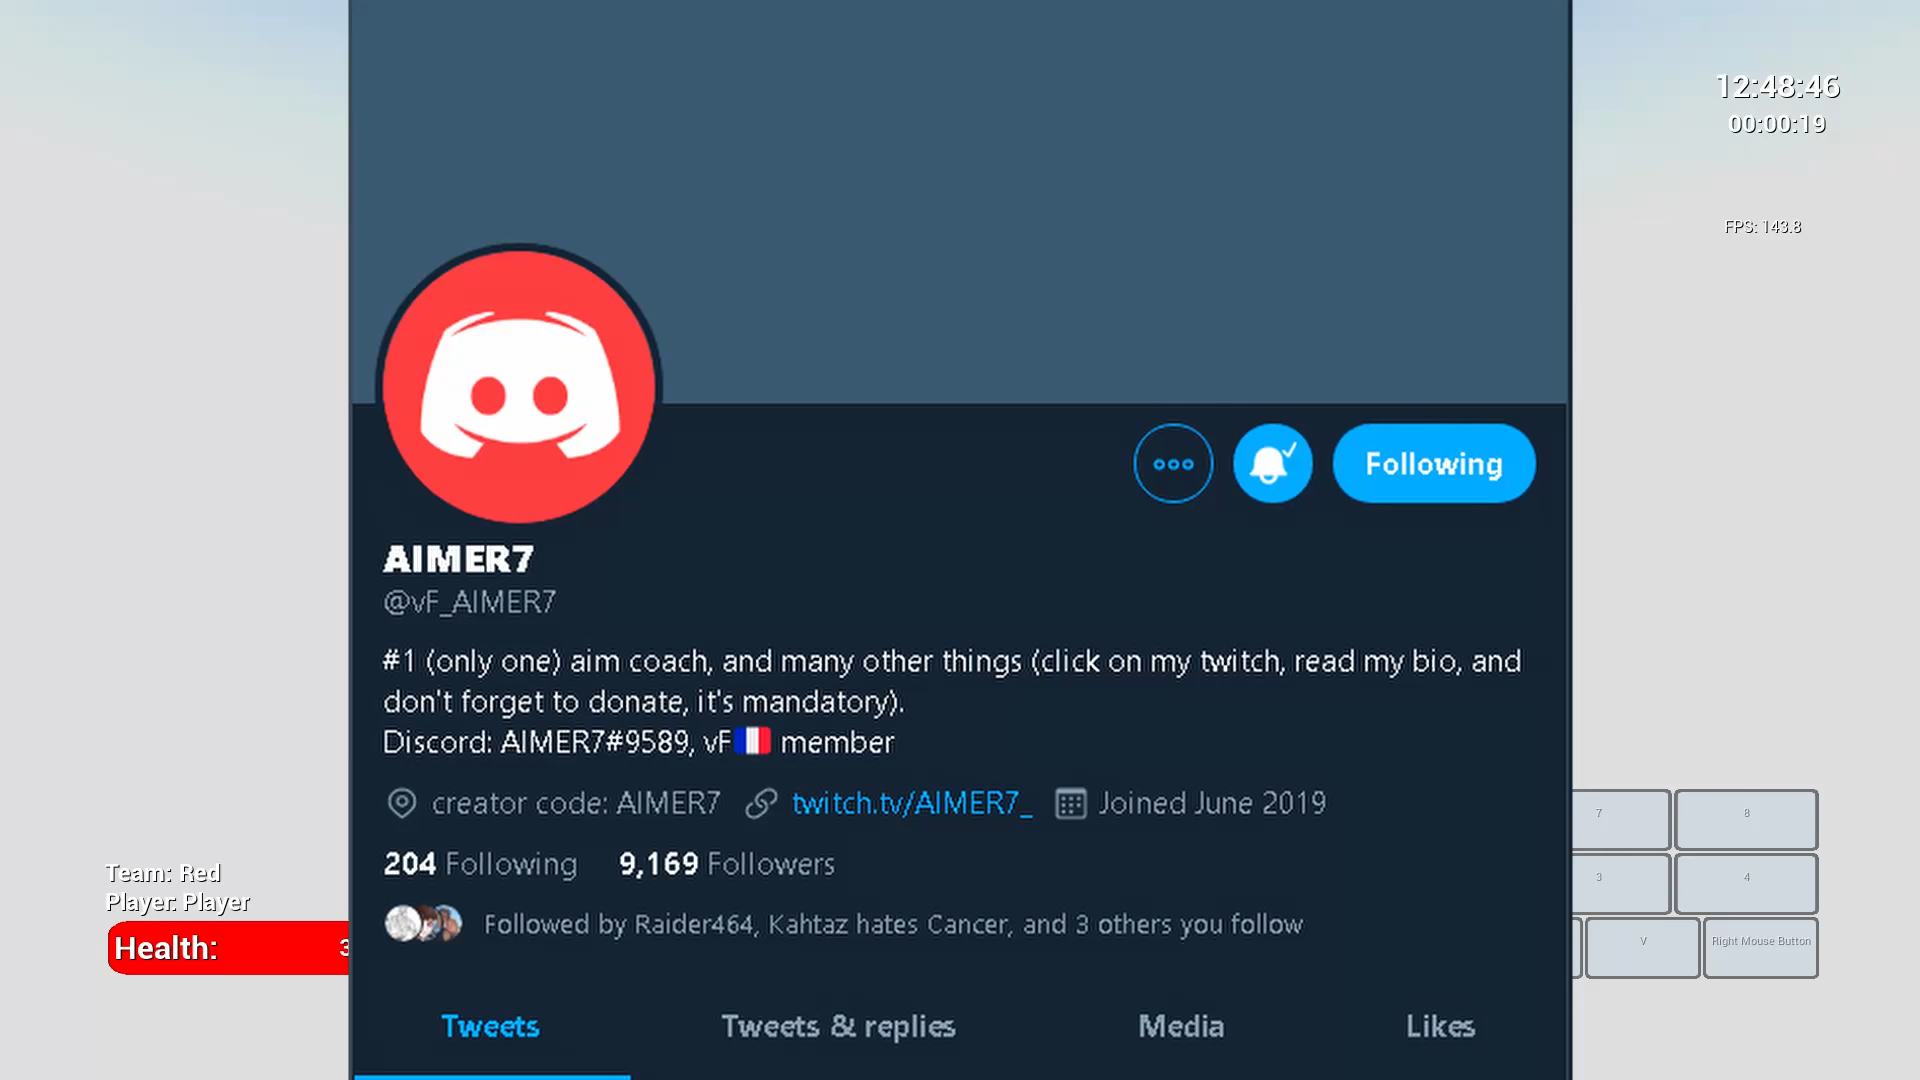 12:48:46
00:00:19
FPS: 143.8
Following
AIMER7
@vF_AIMER7
#1 (only one) aim coach, and many other things (click on my twitch, read my bio, and
don't forget to donate, it's mandatory).
Discord: AIMER7#9589, vF🇫🇷 member
creator code: AIMER7 twitch.tv/AIMER7_ Joined June 2019
204 Following 9,169 Followers
Followed by Raider464, Kahtaz hates Cancer, and 3 others you follow
Tweets Tweets & replies Media Likes
Team: Red
Player: Player
Health: 3
7 8
3 4
V Right Mouse Button